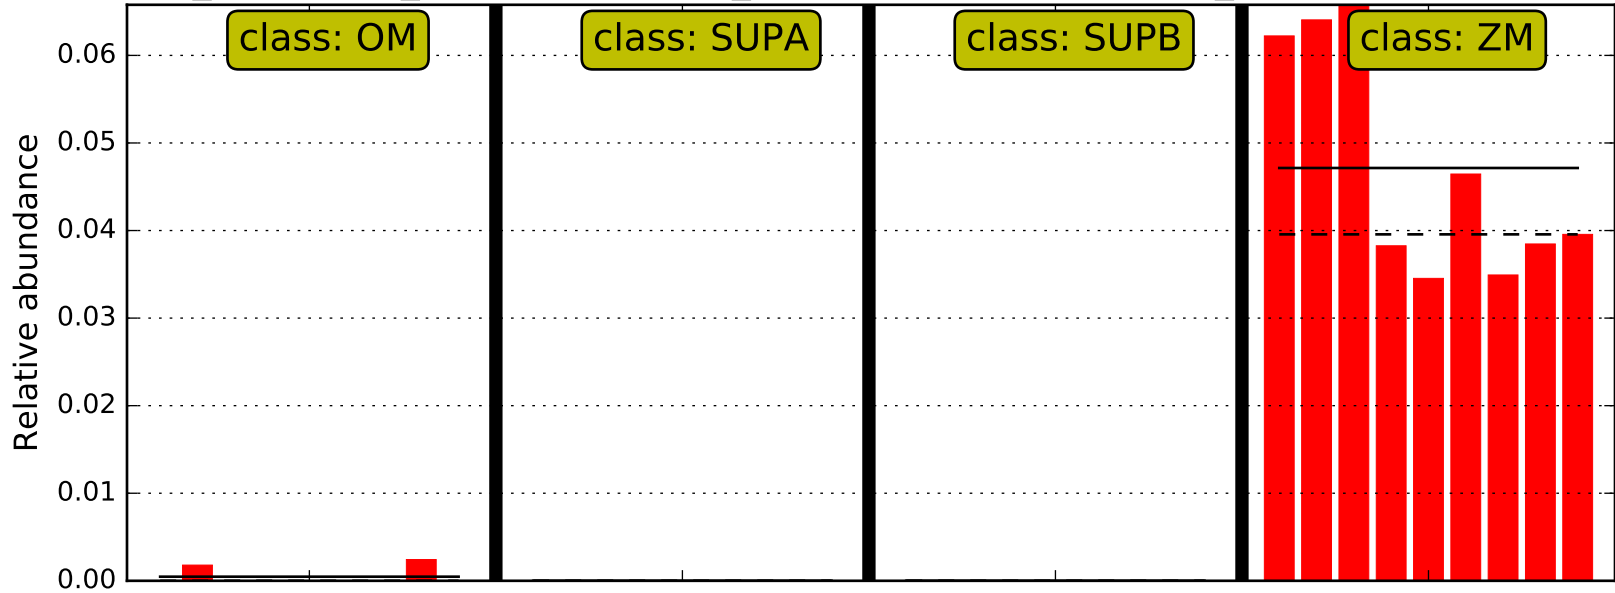 class: OM
class: SUPA
class: SUPB
class: ZM
Relative abundance
0.06
0.05
0.04
0.03
0.02
0.01
0.00